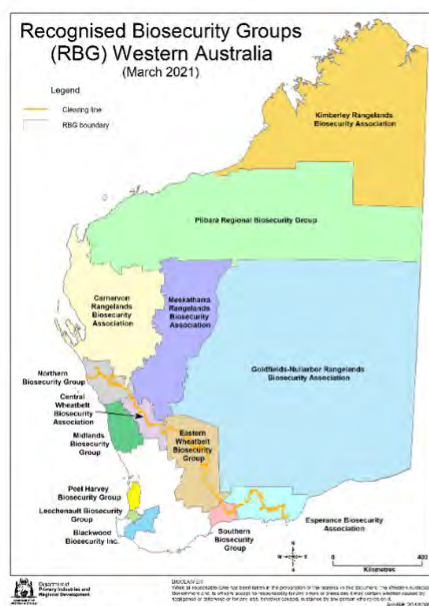 Recognised Biosecurity Groups
(RBG) Western Australia
(March 2021)
Legend
Clearing line
RBG boundary
Kimberley Rangelands
Biosecurity Association
Pilbara Regional Biosecurity Group
Carnarvon
Rangelands
Biosecurity
Association
Meekatharra
Rangelands
Biosecurity
Association
Goldfields-Nullarbor Rangelands
Biosecurity Association
Northern
Biosecurity Group
Central
Wheatbelt
Biosecurity
Association
Midlands
Biosecurity
Group
Eastern
Wheatbelt
Biosecurity
Group
Peel Harvey
Biosecurity Group
Leschenault Biosecurity
Group
Blackwood
Biosecurity Inc.
Southern
Biosecurity
Group
Esperance Biosecurity
Association
0
400
Kilometres
Department of
Primary Industries and
Regional Development
DISCLAIMER